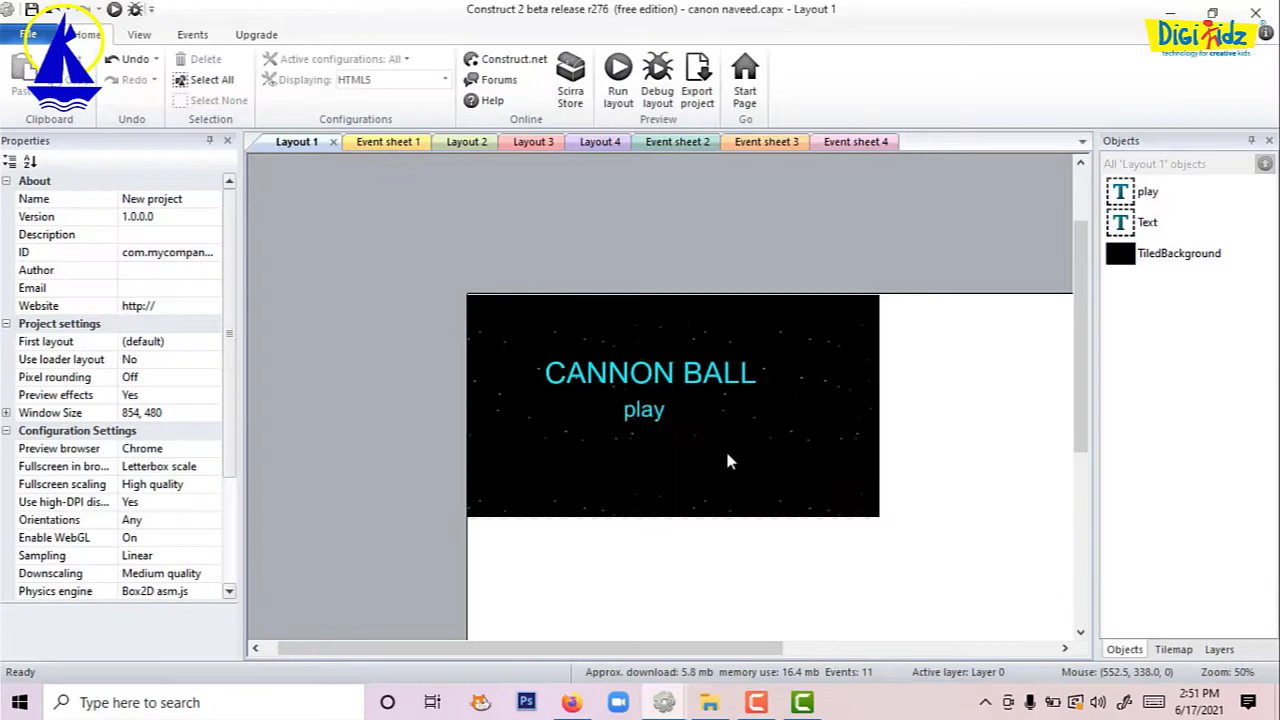 Construct 2 beta release r276 (free edition) - canon naveed.capx - Layout 1
File Home View Events Upgrade
Undo Delete Active configurations: All Construct.net
Redo Select All Displaying: HTML5 Forums
Select None Help
Scirra Store
Run layout
Debug layout
Export project
Start Page
Clipboard Undo Selection Configurations Online Preview Go
DiGiKidz
technology for creative kids
Properties
Layout 1 Event sheet 1 Layout 2 Layout 3 Layout 4 Event sheet 2 Event sheet 3 Event sheet 4
Objects
All 'Layout 1' objects
T play
T Text
TiledBackground
About
Name New project
Version 1.0.0.0
Description
ID com.mycompan...
Author
Email
Website http://
Project settings
First layout (default)
Use loader layout No
Pixel rounding Off
Preview effects Yes
Window Size 854, 480
Configuration Settings
Preview browser Chrome
Fullscreen in bro... Letterbox scale
Fullscreen scaling High quality
Use high-DPI dis... Yes
Orientations Any
Enable WebGL On
Sampling Linear
Downscaling Medium quality
Physics engine Box2D asm.js
CANNON BALL
play
Objects Tilemap Layers
Ready Approx. download: 5.8 mb memory use: 16.4 mb Events: 11 Active layer: Layer 0 Mouse: (552.5, 338.0, 0) Zoom: 50%
Type here to search
Ps
2:51 PM
6/17/2021